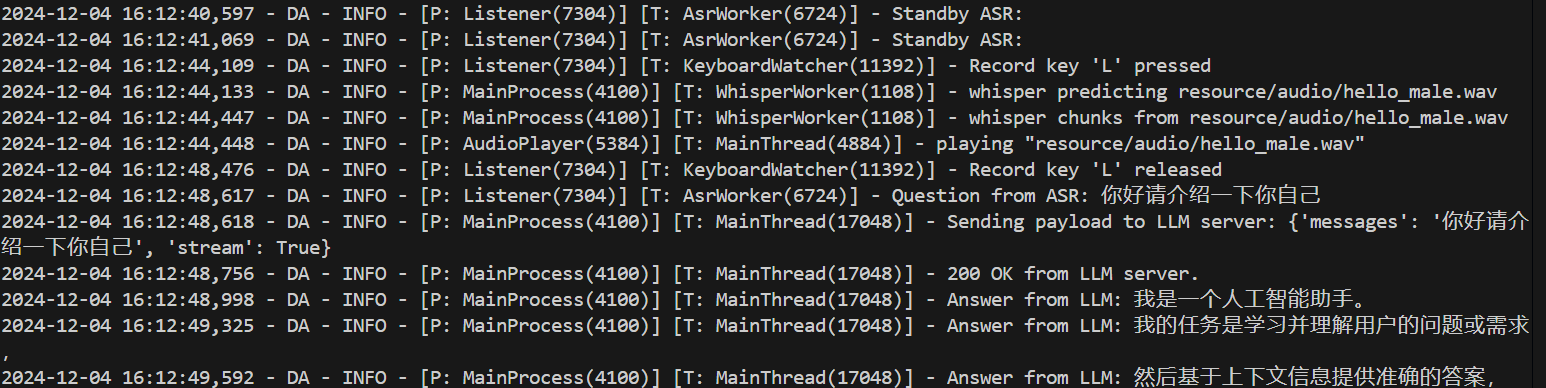 2024-12-04 16:12:40,597 - DA - INFO - [P: Listener(7304)] [T: AsrWorker(6724)] - Standby ASR:
2024-12-04 16:12:41,069 - DA - INFO - [P: Listener(7304)] [T: AsrWorker(6724)] - Standby ASR:
2024-12-04 16:12:44,109 - DA - INFO - [P: Listener(7304)] [T: KeyboardWatcher(11392)] - Record key 'L' pressed
2024-12-04 16:12:44,133 - DA - INFO - [P: MainProcess(4100)] [T: WhisperWorker(1108)] - whisper predicting resource/audio/hello_male.wav
2024-12-04 16:12:44,447 - DA - INFO - [P: MainProcess(4100)] [T: WhisperWorker(1108)] - whisper chunks from resource/audio/hello_male.wav
2024-12-04 16:12:44,448 - DA - INFO - [P: AudioPlayer(5384)] [T: MainThread(4884)] - playing "resource/audio/hello_male.wav"
2024-12-04 16:12:48,476 - DA - INFO - [P: Listener(7304)] [T: KeyboardWatcher(11392)] - Record key 'L' released
2024-12-04 16:12:48,617 - DA - INFO - [P: Listener(7304)] [T: AsrWorker(6724)] - Question from ASR: 你好请介绍一下你自己
2024-12-04 16:12:48,618 - DA - INFO - [P: MainProcess(4100)] [T: MainThread(17048)] - Sending payload to LLM server: {'messages': '你好请介
绍一下你自己', 'stream': True}
2024-12-04 16:12:48,756 - DA - INFO - [P: MainProcess(4100)] [T: MainThread(17048)] - 200 OK from LLM server.
2024-12-04 16:12:48,998 - DA - INFO - [P: MainProcess(4100)] [T: MainThread(17048)] - Answer from LLM: 我是一个人工智能助手。
2024-12-04 16:12:49,325 - DA - INFO - [P: MainProcess(4100)] [T: MainThread(17048)] - Answer from LLM: 我的任务是学习并理解用户的问题或需求
，
2024-12-04 16:12:49,592 - DA - INFO - [P: MainProcess(4100)] [T: MainThread(17048)] - Answer from LLM: 然后基于上下文信息提供准确的答案，